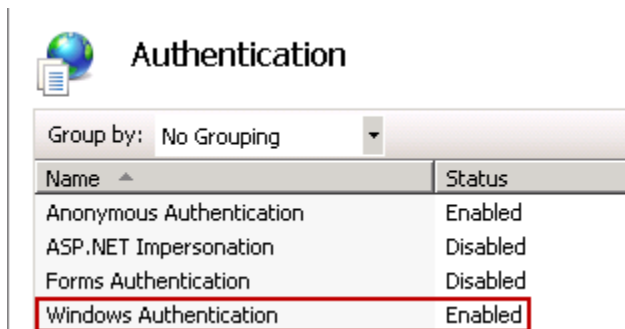 Authentication
Group by: No Grouping
Name Status
Anonymous Authentication Enabled
ASP.NET Impersonation Disabled
Forms Authentication Disabled
Windows Authentication Enabled